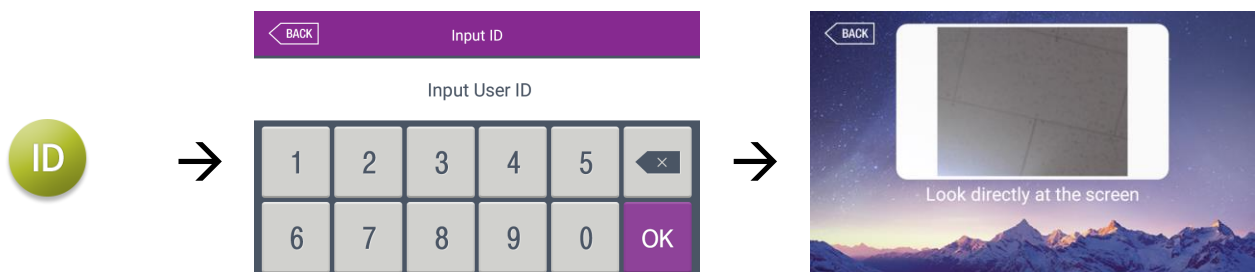 ID
BACK
Input ID
Input User ID
1 2 3 4 5 ×
6 7 8 9 0 OK
BACK
Look directly at the screen